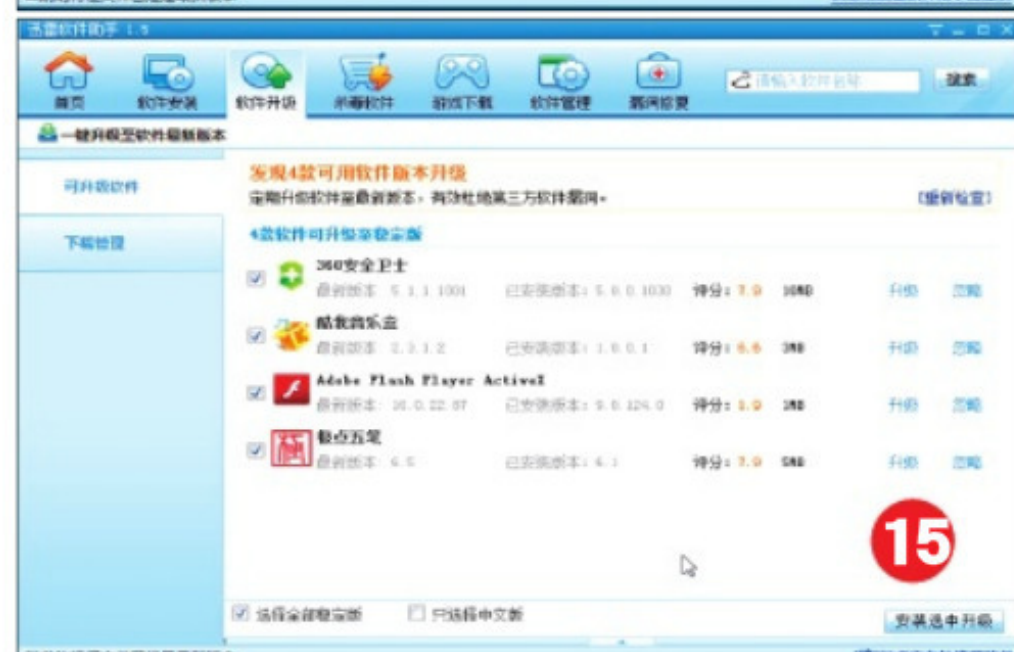 迅雷软件助手 1.5
首页 软件安装 软件升级 杀毒软件 游戏下载 软件管理 漏洞修复 请输入软件名称 搜索
一键升级至软件最新版本
可升级软件
下载管理
发现4款可用软件版本升级
定期升级软件至最新版本，有效杜绝第三方软件漏洞。 [重新检查]
4款软件可升级至稳定版
360安全卫士
最新版本: 5.1.1.1001 已安装版本: 5.0.0.1030 评分: 7.9 10MB 升级 忽略
酷我音乐盒
最新版本: 2.3.1.2 已安装版本: 1.0.0.1 评分: 6.6 3MB 升级 忽略
Adobe Flash Player ActiveX
最新版本: 10.0.22.87 已安装版本: 9.0.124.0 评分: 1MB 升级 忽略
极点五笔
最新版本: 6.5 已安装版本: 6.1 评分: 7.9 5MB 升级 忽略
15
选择全部稳定版 只选择中文版 安装选中升级